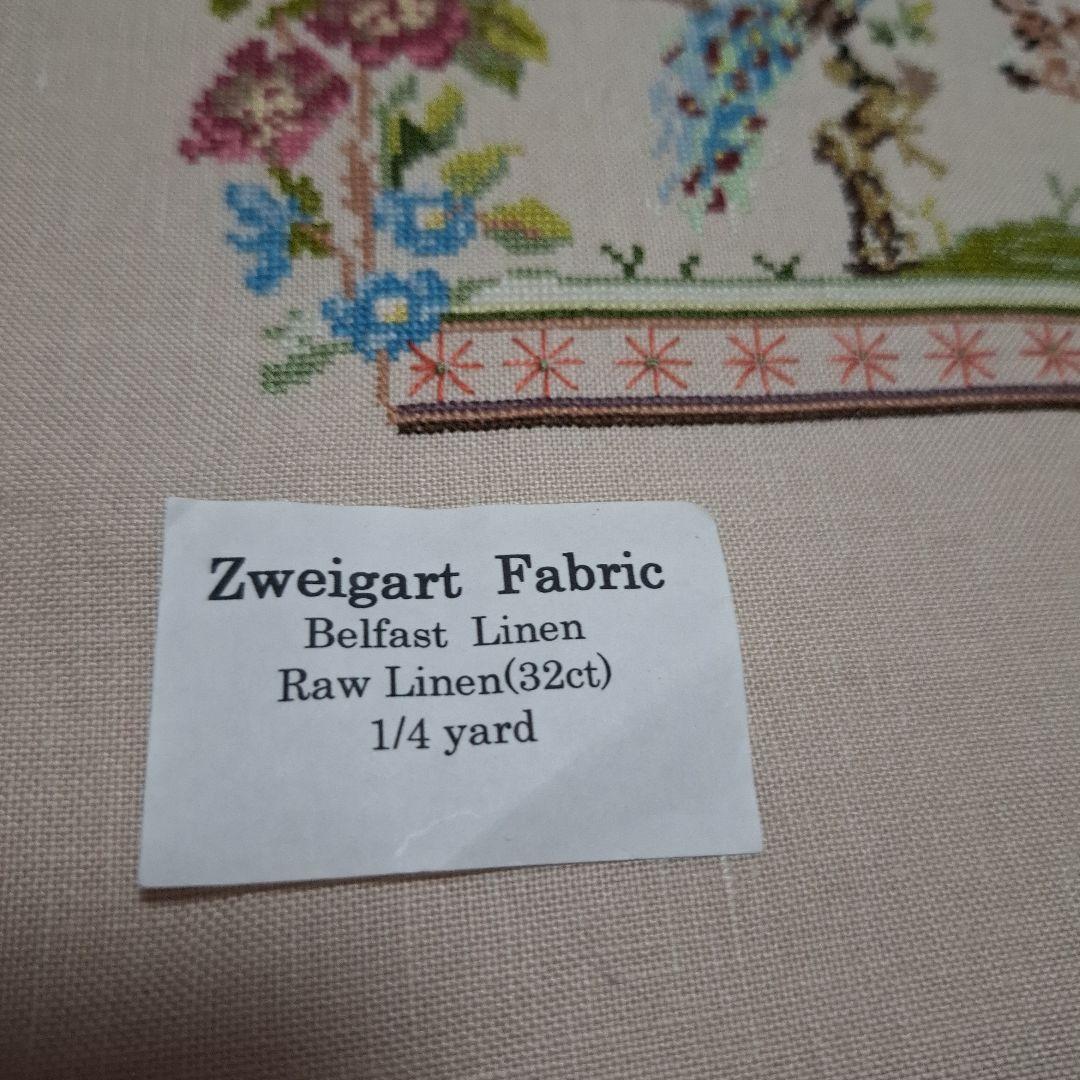 Zweigart Fabric
Belfast Linen
Raw Linen(32ct)
1/4 yard